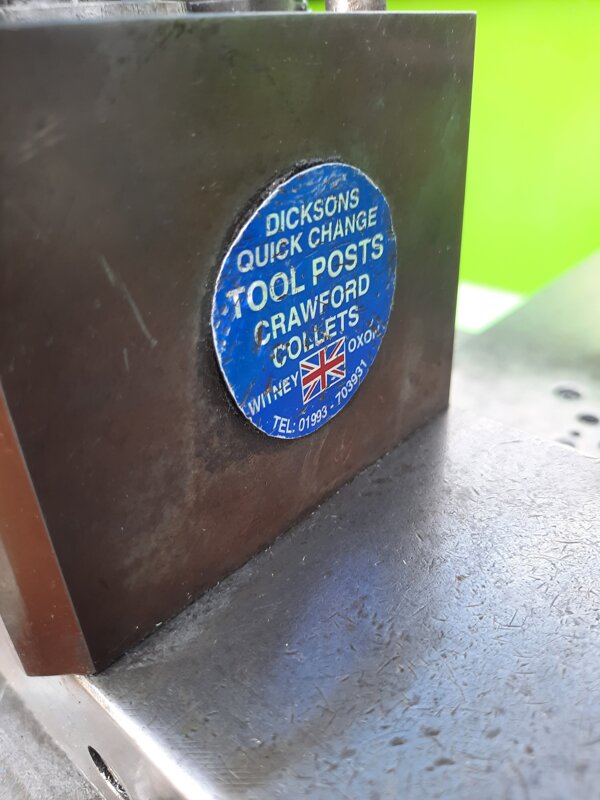 DICKSONS
QUICK CHANGE
TOOL POSTS
CRAWFORD
COLLETS
WITNEY OXON
TEL: 01993 - 703931